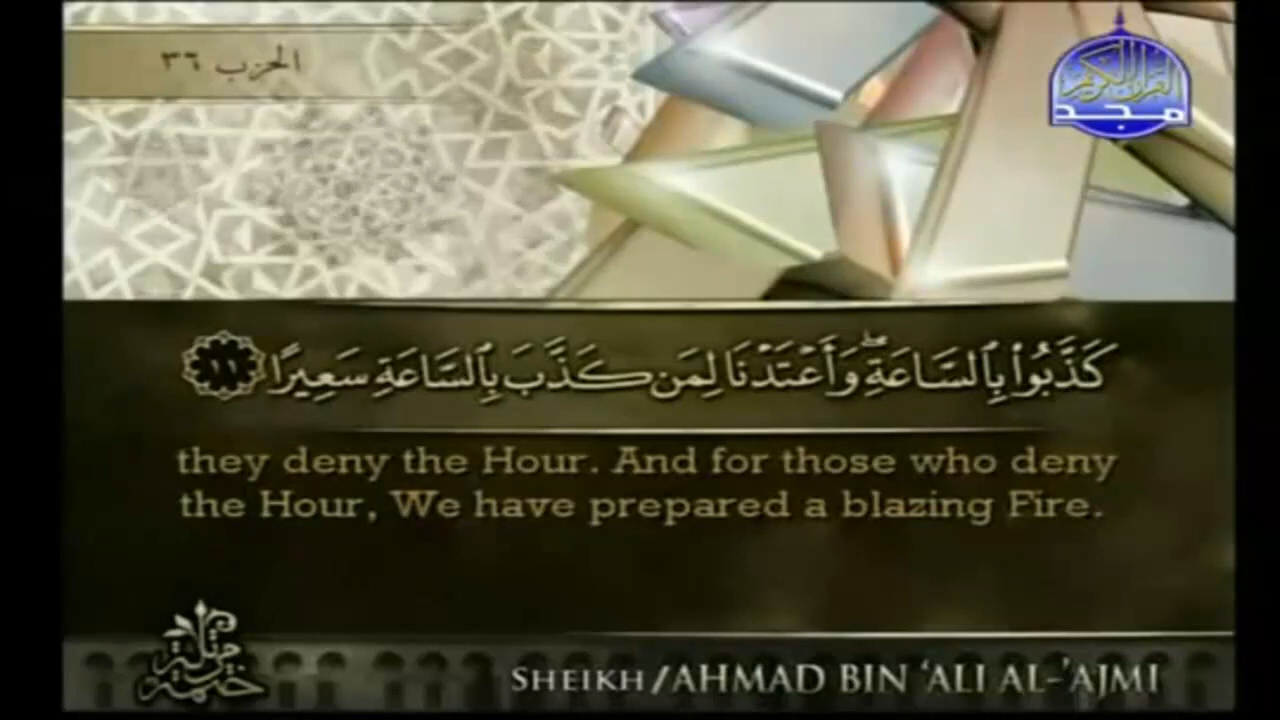 الحزب ٣٦
القرآن الكريم
مجد
كَذَّبُوا۟ بِٱلسَّاعَةِ ۖ وَأَعْتَدْنَا لِمَن كَذَّبَ بِٱلسَّاعَةِ سَعِيرًا ١١
they deny the Hour. And for those who deny
the Hour, We have prepared a blazing Fire.
ختمة مرتلة
SHEIKH/AHMAD BIN ‘ALI AL-’AJMI